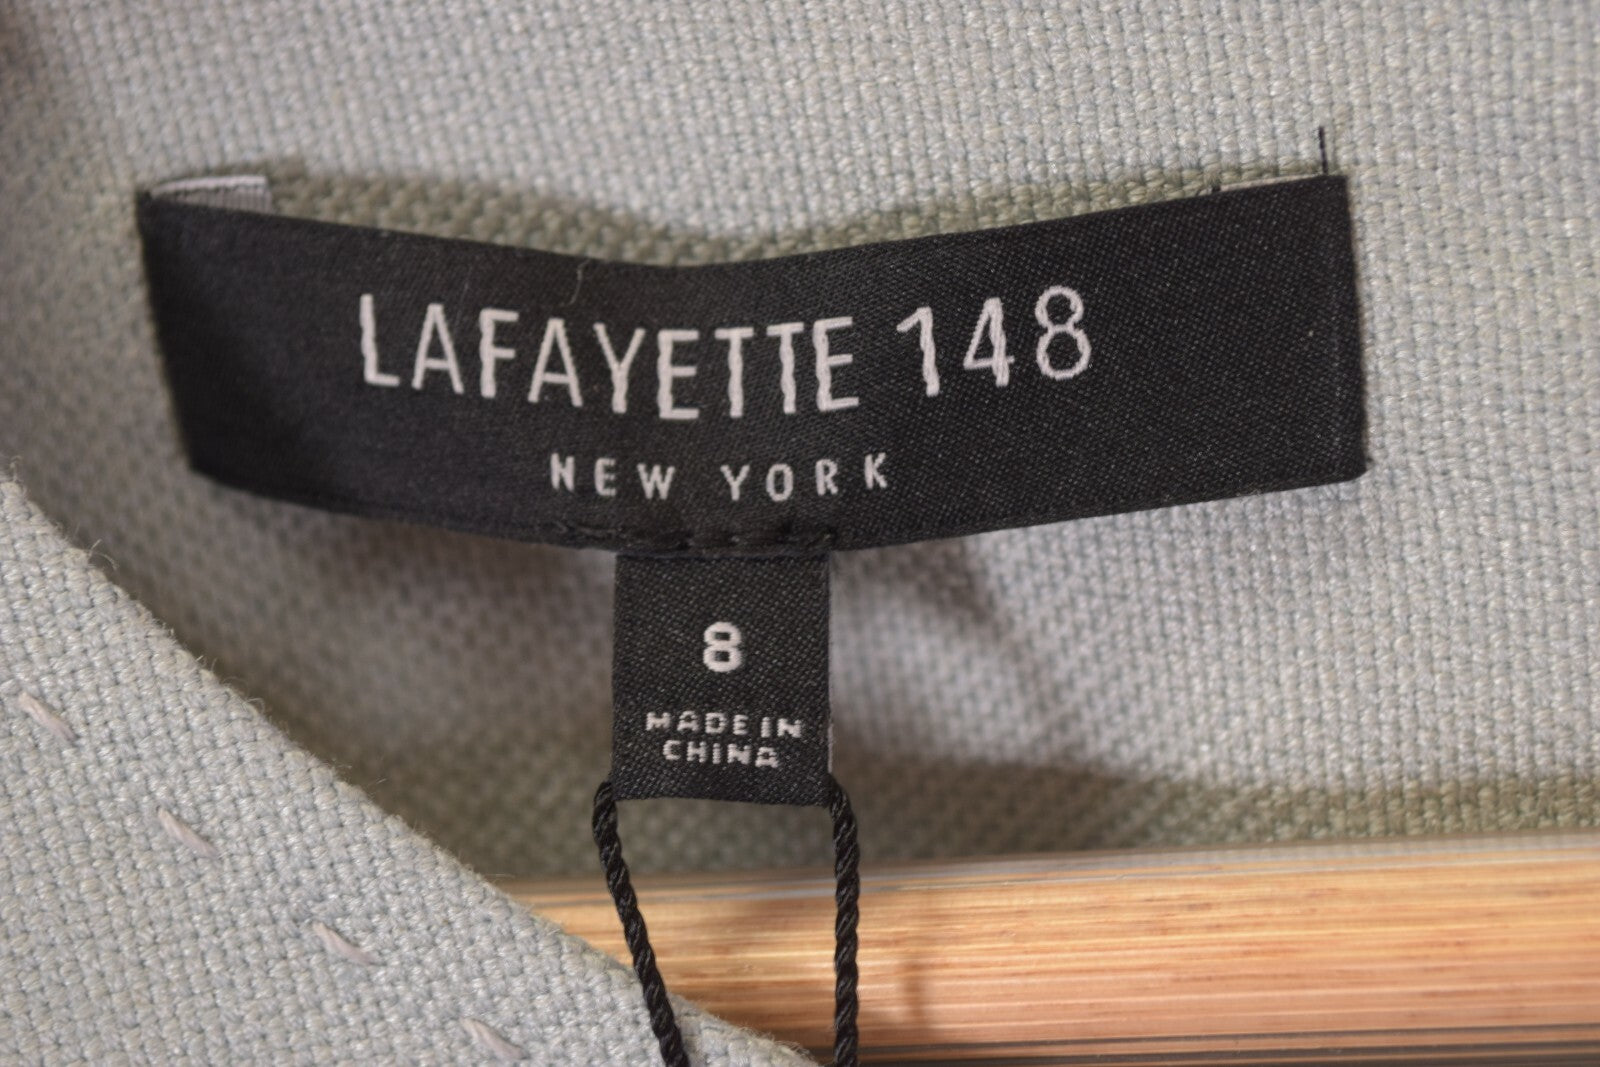 LAFAYETTE 148
NEW YORK
8
MADE IN
CHINA